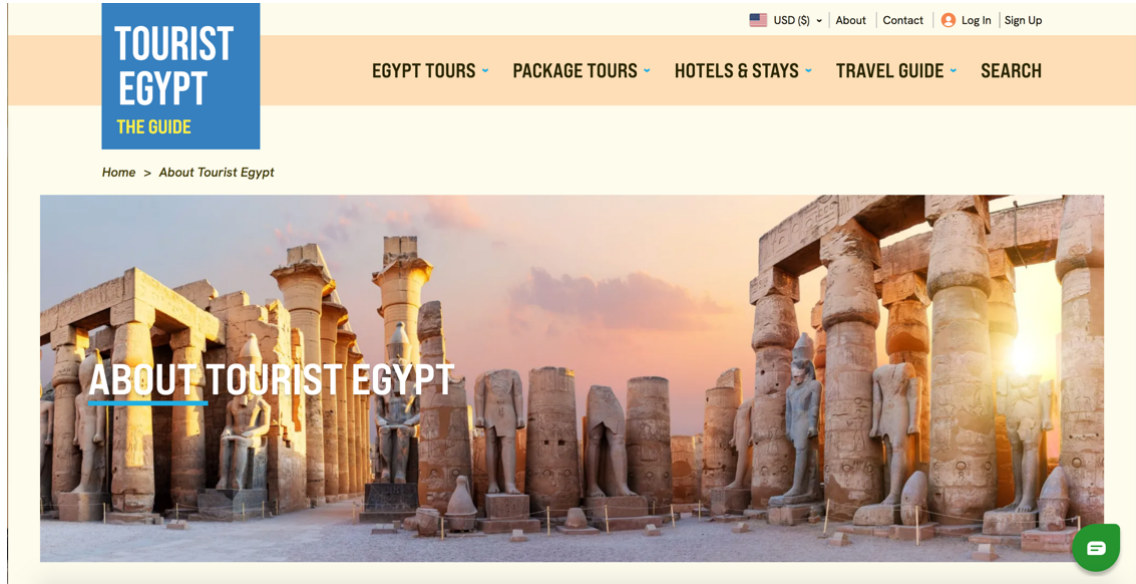 USD ($) About Contact Log In Sign Up
TOURIST
EGYPT
THE GUIDE
EGYPT TOURS PACKAGE TOURS HOTELS & STAYS TRAVEL GUIDE SEARCH
Home > About Tourist Egypt
ABOUT TOURIST EGYPT